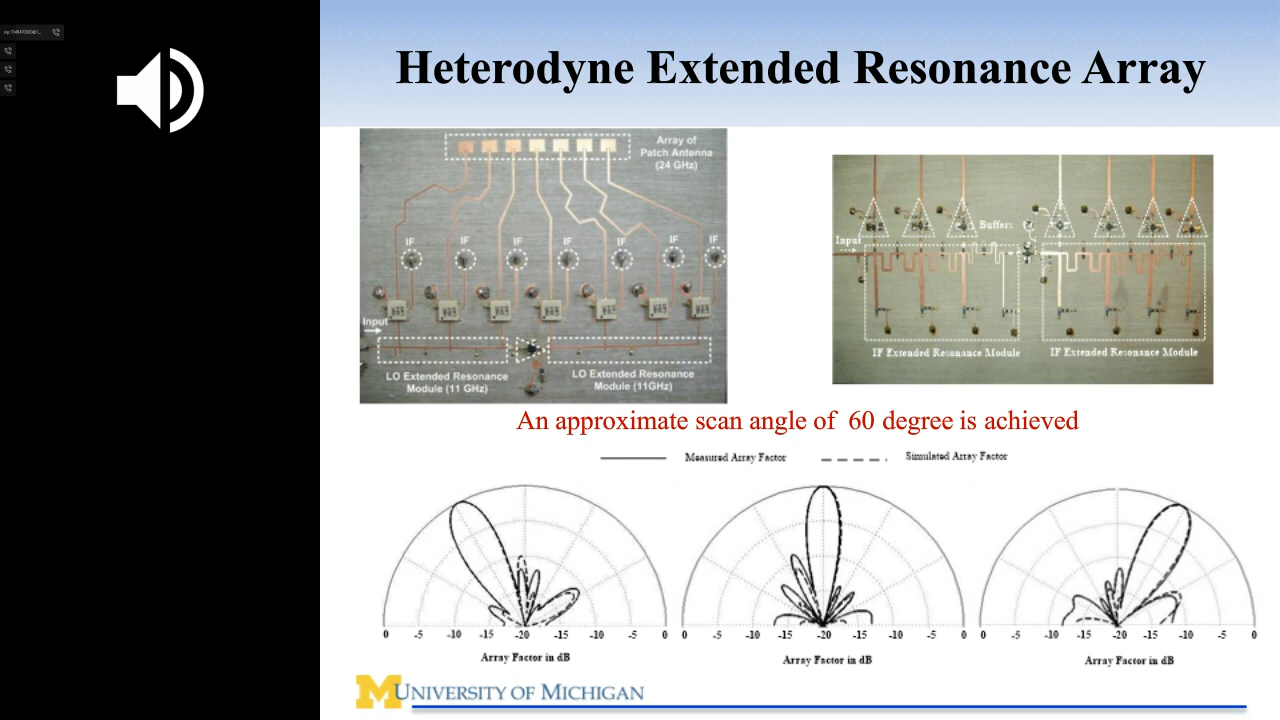 Heterodyne Extended Resonance Array
Array of
Patch Antenna
(24 GHz)
IF
IF
IF
IF
IF
IF
IF
Input
LO Extended Resonance
Module (11 GHz)
LO Extended Resonance
Module (11GHz)
Buffers
Input
IF Extended Resonance Module
IF Extended Resonance Module
An approximate scan angle of 60 degree is achieved
Measured Array Factor
Simulated Array Factor
0 -5 -10 -15 -20 -15 -10 -5 0
Array Factor in dB
0 -5 -10 -15 -20 -15 -10 -5 0
Array Factor in dB
0 -5 -10 -15 -20 -15 -10 -5 0
Array Factor in dB
M UNIVERSITY OF MICHIGAN